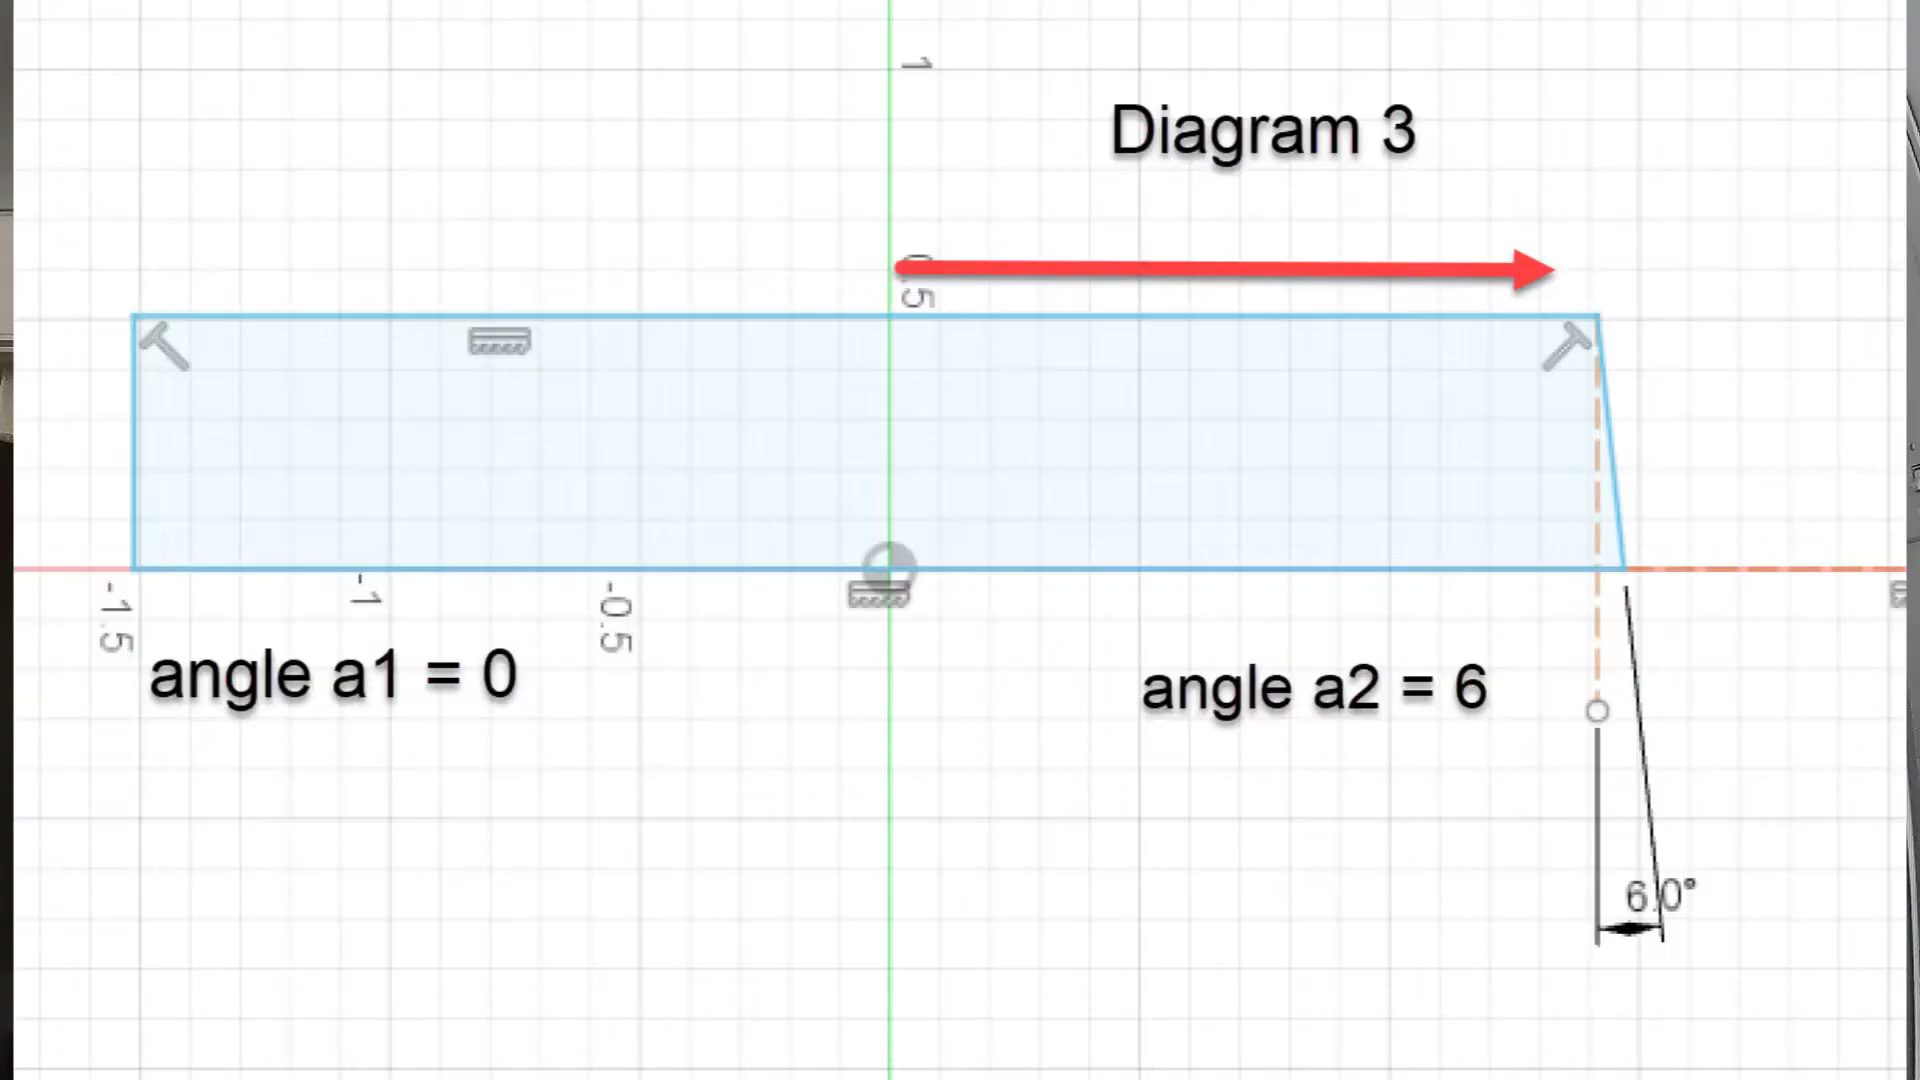 1
Diagram 3
0.5
-1.5
-1
-0.5
angle a1 = 0
angle a2 = 6
6.0°